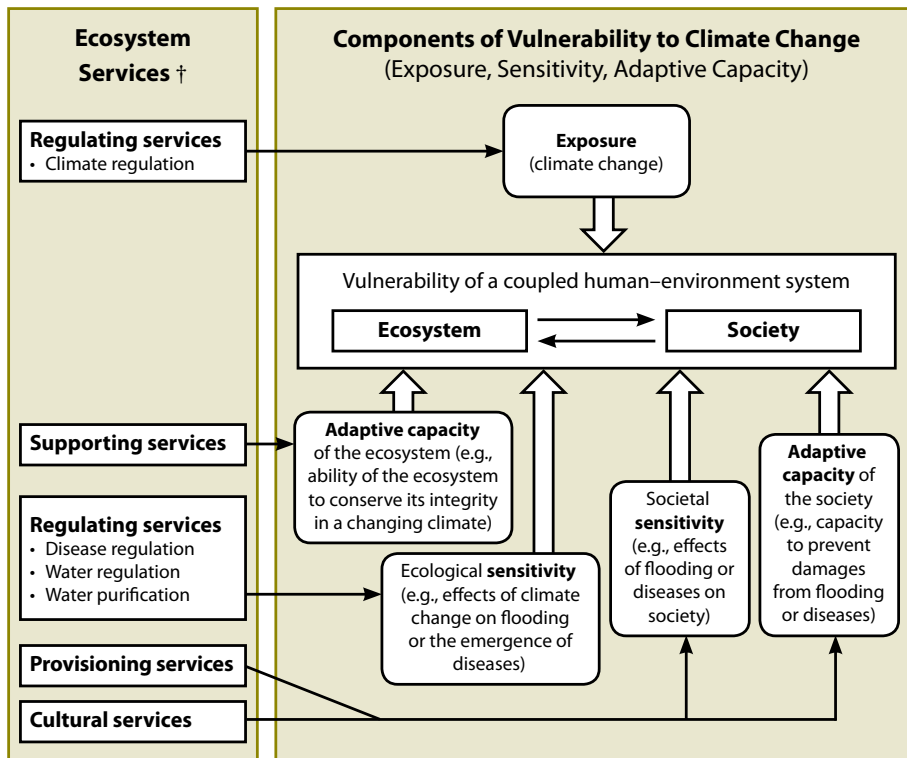 Ecosystem
Services †
Regulating services
• Climate regulation
Supporting services
Regulating services
• Disease regulation
• Water regulation
• Water purification
Provisioning services
Cultural services
Components of Vulnerability to Climate Change
(Exposure, Sensitivity, Adaptive Capacity)
Exposure
(climate change)
Vulnerability of a coupled human–environment system
Ecosystem
Society
Adaptive capacity
of the ecosystem (e.g.,
ability of the ecosystem
to conserve its integrity
in a changing climate)
Ecological sensitivity
(e.g., effects of climate
change on flooding
or the emergence of
diseases)
Societal
sensitivity
(e.g., effects
of flooding or
diseases on
society)
Adaptive
capacity of
the society
(e.g., capacity
to prevent
damages
from flooding
or diseases)